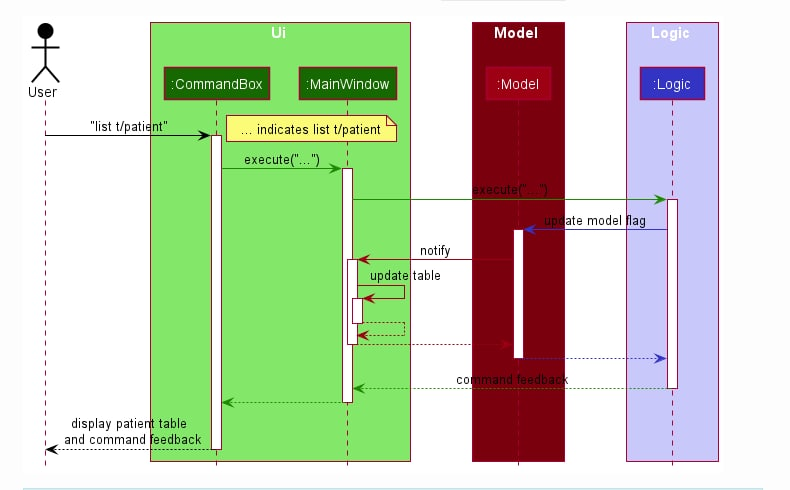 Ui
Model
Logic
:CommandBox
:MainWindow
:Model
:Logic
User
"list t/patient"
... indicates list t/patient
execute("...")
execute("...")
update model flag
notify
update table
command feedback
display patient table
and command feedback